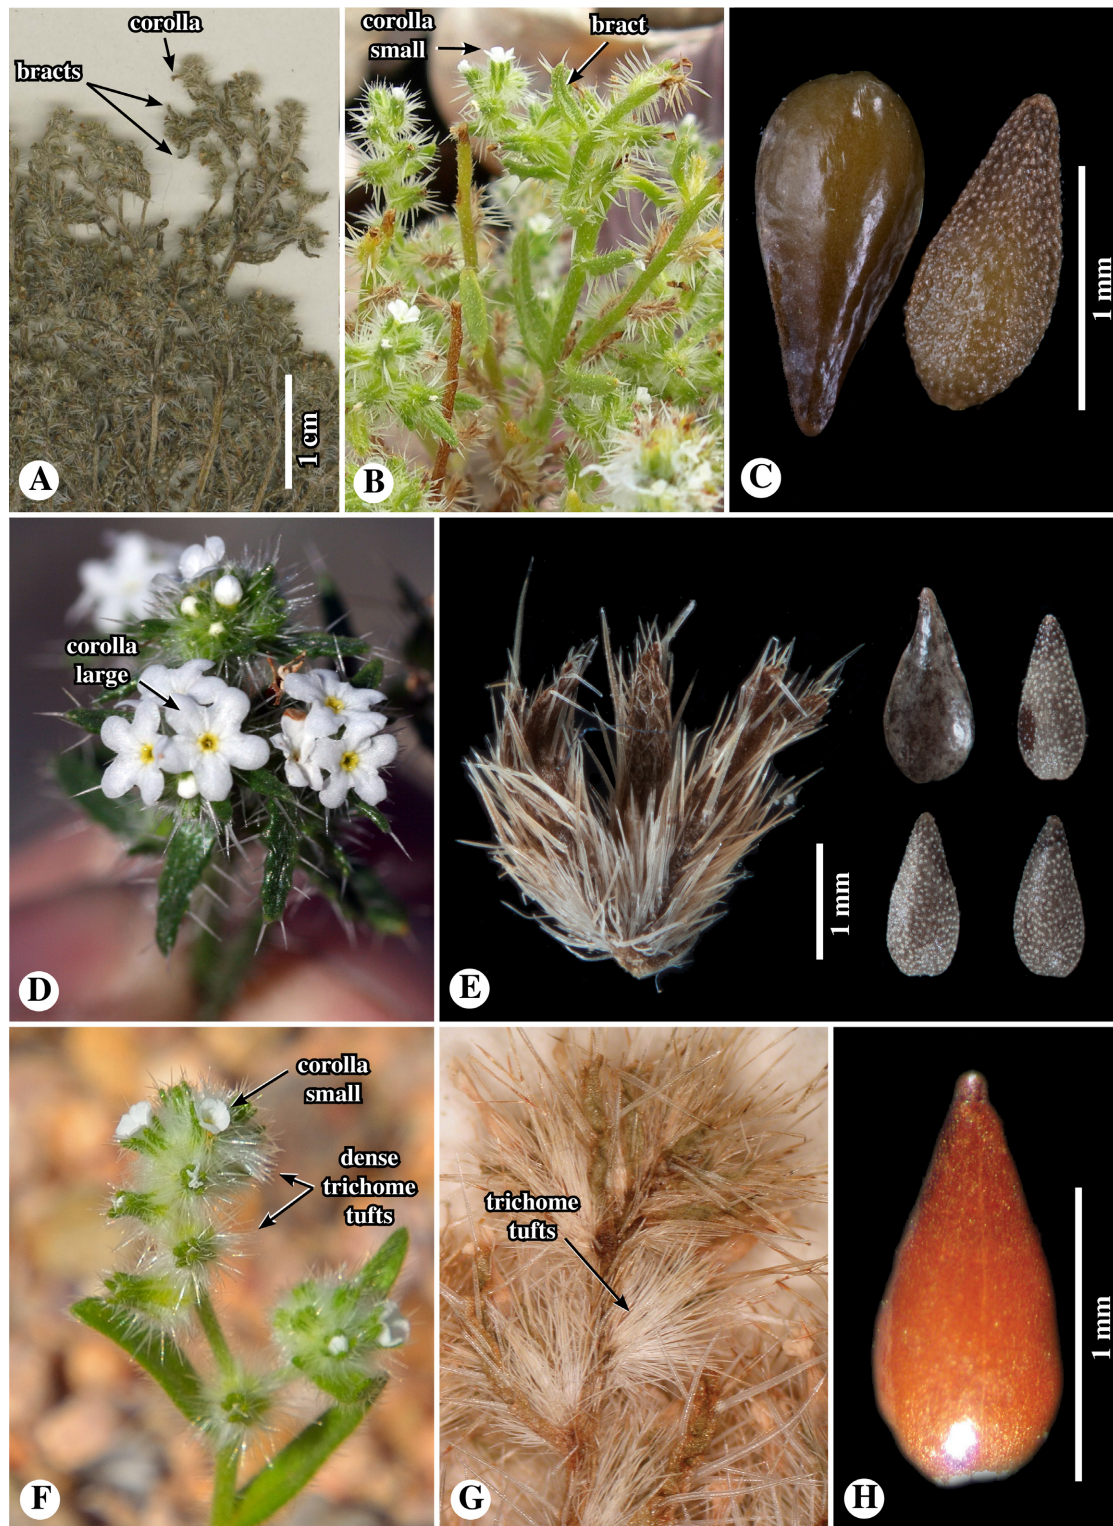 corolla
bracts
1 cm
A
corolla
small
bract
B
1 mm
C
corolla
large
D
1 mm
E
corolla
small
dense
trichome
tufts
F
trichome
tufts
G
1 mm
H